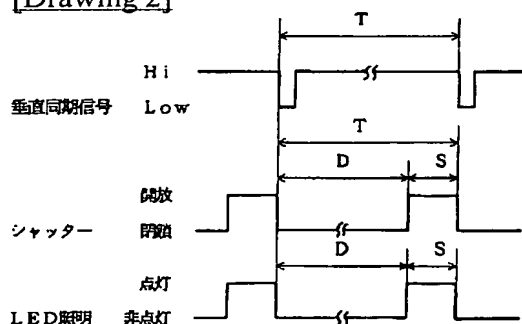 [Drawing 2]
T
Hi
垂直同期信号 Low
T
D S
開放
シャッター 閉鎖
D S
点灯
LED照明 非点灯